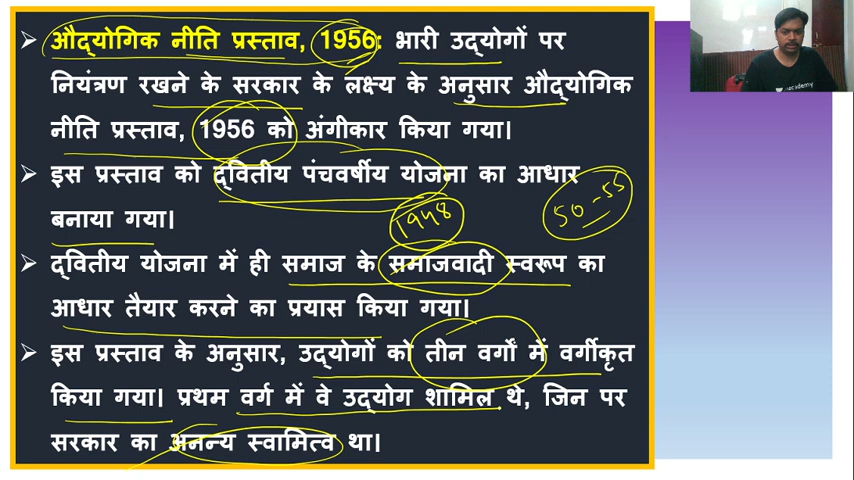 ➢ औद्योगिक नीति प्रस्ताव, 1956: भारी उद्योगों पर
नियंत्रण रखने के सरकार के लक्ष्य के अनुसार औद्योगिक
नीति प्रस्ताव, 1956 को अंगीकार किया गया।
➢ इस प्रस्ताव को द्वितीय पंचवर्षीय योजना का आधार
बनाया गया।
1948
50-55
➢ द्वितीय योजना में ही समाज के समाजवादी स्वरूप का
आधार तैयार करने का प्रयास किया गया।
➢ इस प्रस्ताव के अनुसार, उद्योगों को तीन वर्गों में वर्गीकृत
किया गया। प्रथम वर्ग में वे उद्योग शामिल थे, जिन पर
सरकार का अनन्य स्वामित्व था।